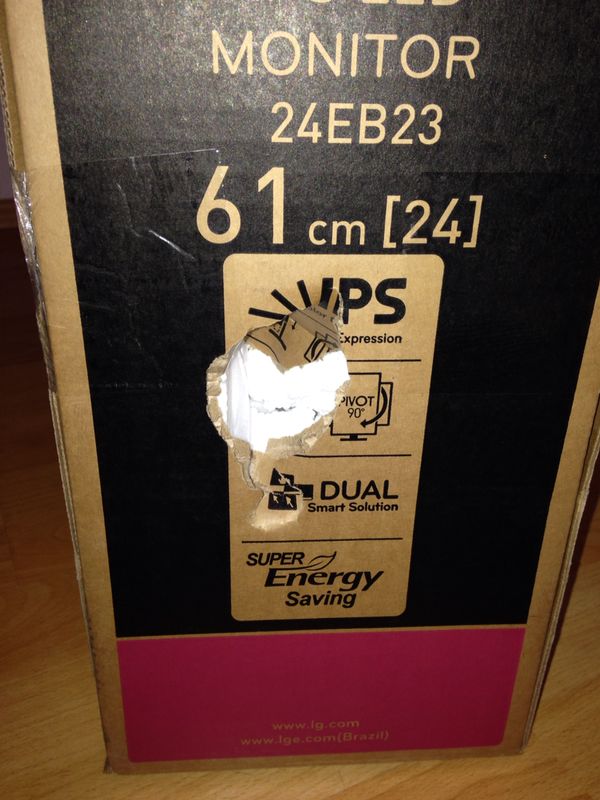 MONITOR
24EB23
61 cm [24]
IPS
Expression
PIVOT
90°
DUAL
Smart Solution
SUPER
Energy
Saving
www.lg.com
www.lge.com(Brazil)